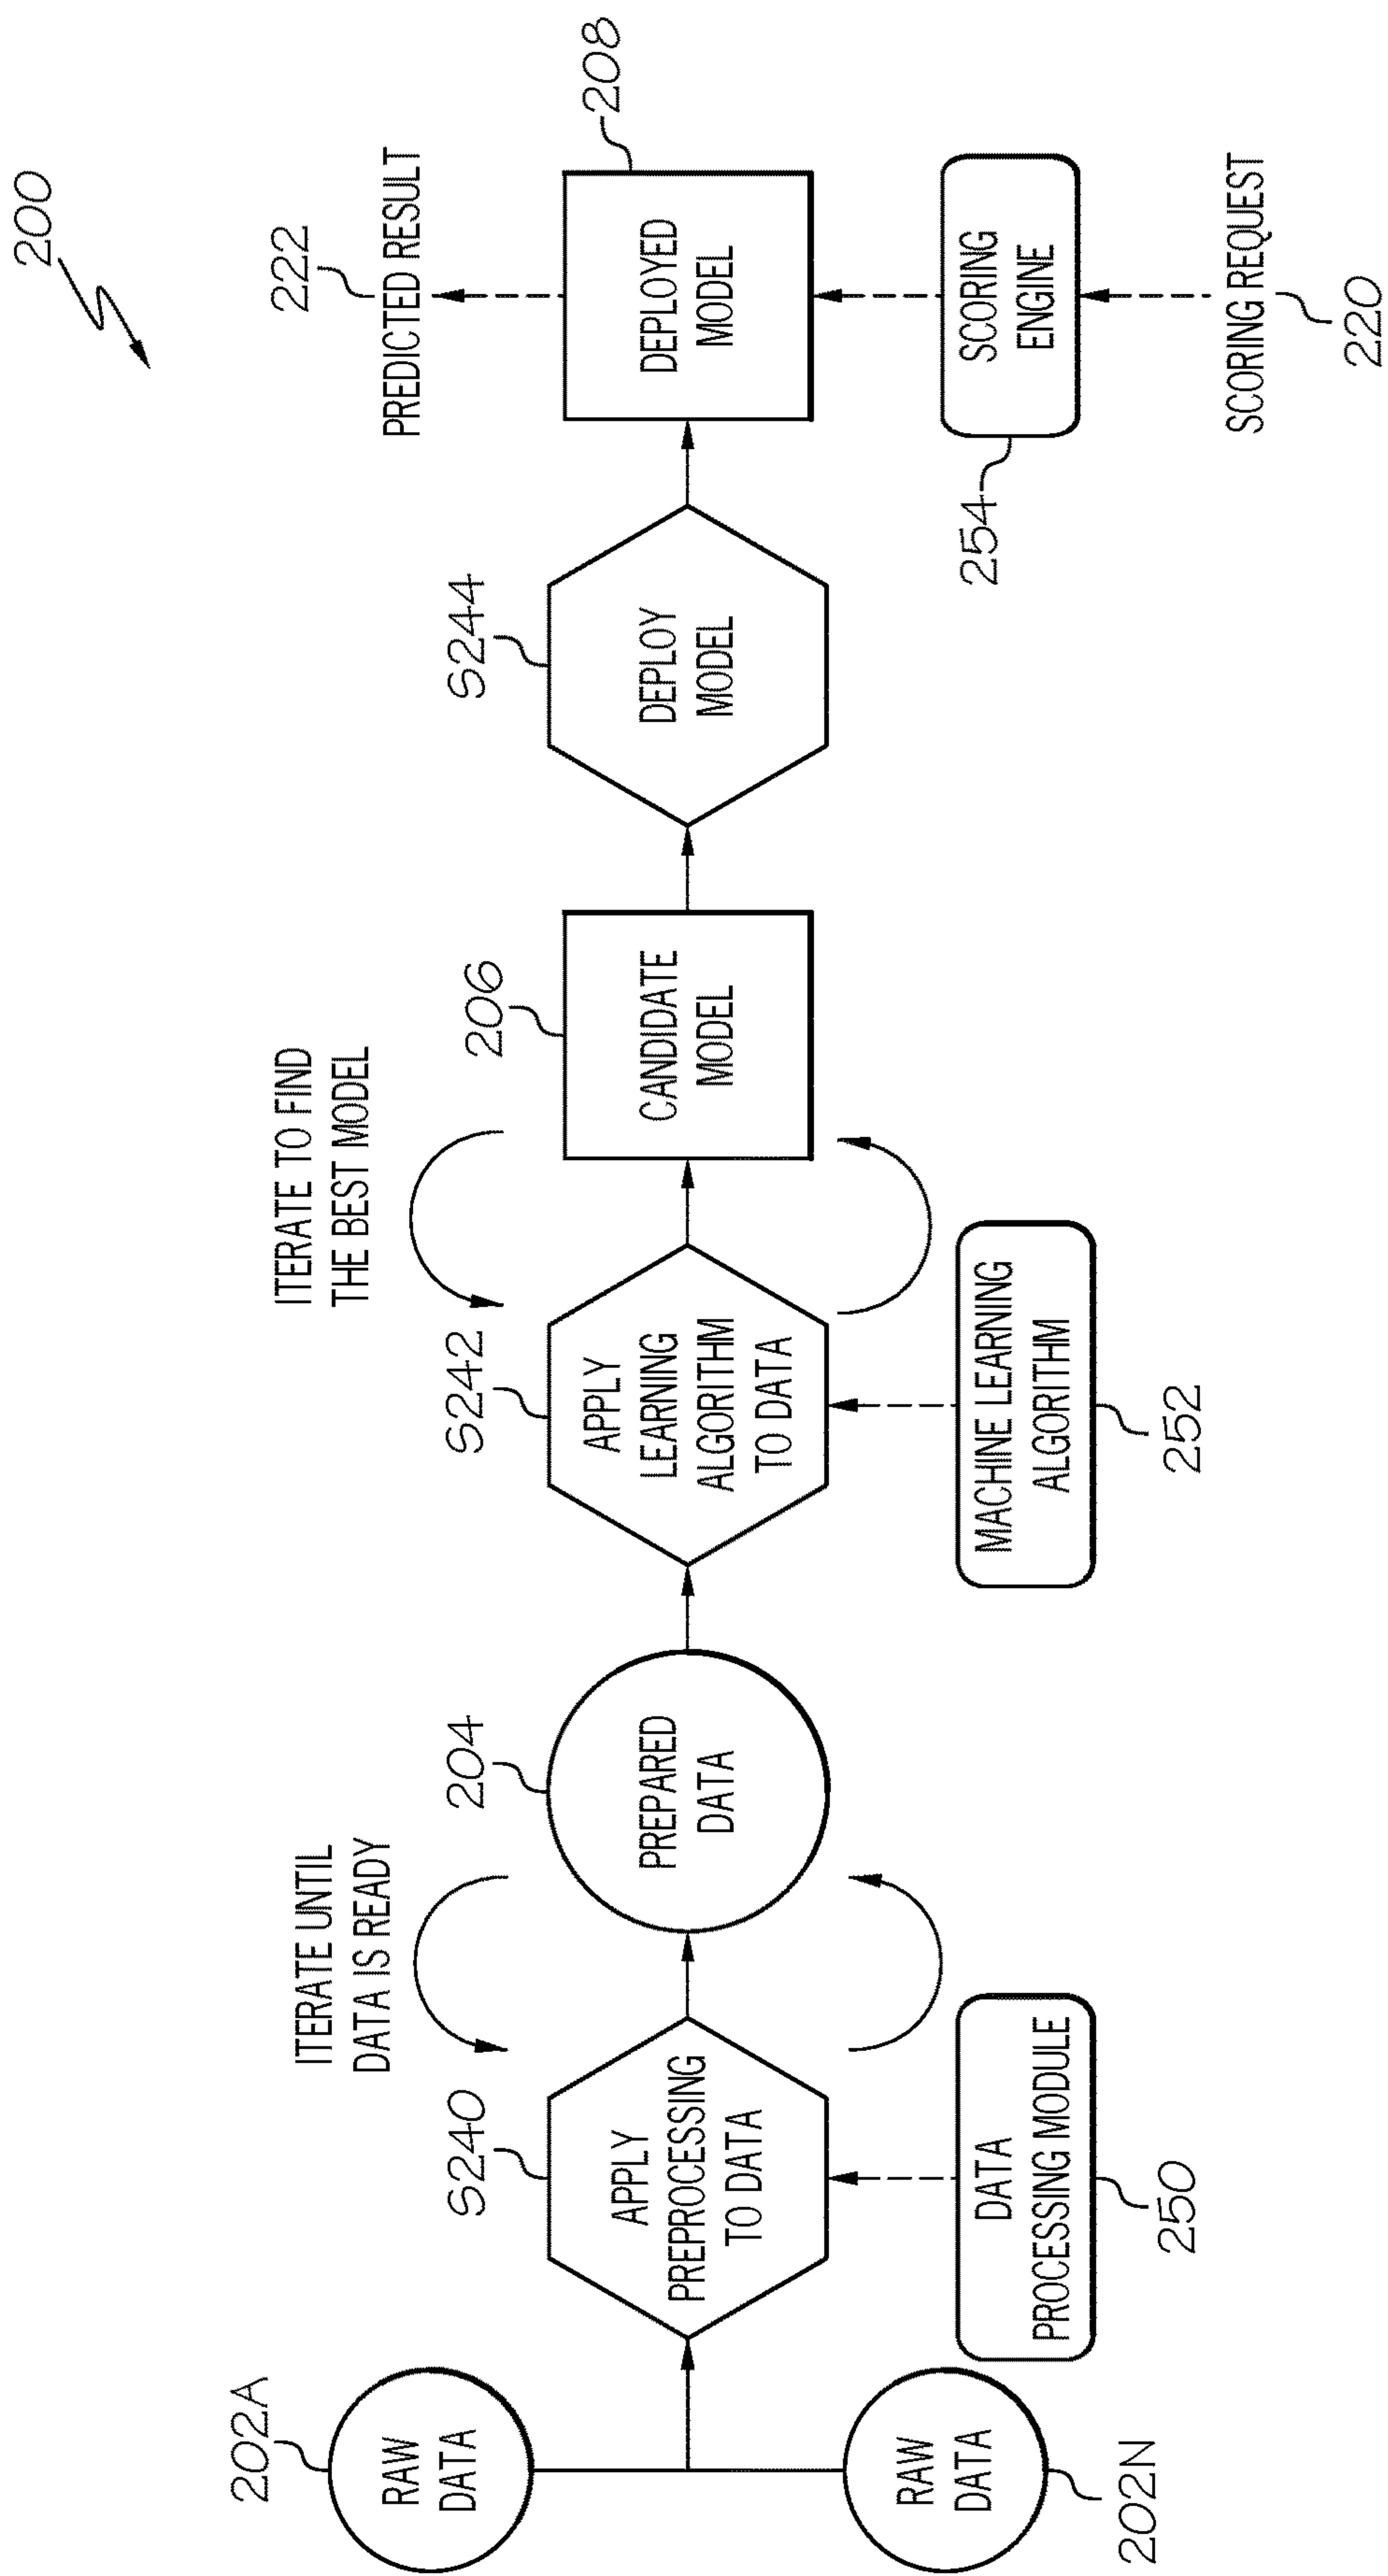 200
202A
RAW
DATA
RAW
DATA
202N
S240
APPLY
PREPROCESSING
TO DATA
DATA
PROCESSING MODULE
250
ITERATE UNTIL
DATA IS READY
204
PREPARED
DATA
S242
APPLY
LEARNING
ALGORITHM
TO DATA
MACHINE LEARNING
ALGORITHM
252
ITERATE TO FIND
THE BEST MODEL
206
CANDIDATE
MODEL
S244
DEPLOY
MODEL
222
PREDICTED RESULT
208
DEPLOYED
MODEL
SCORING
ENGINE
254
SCORING REQUEST
220